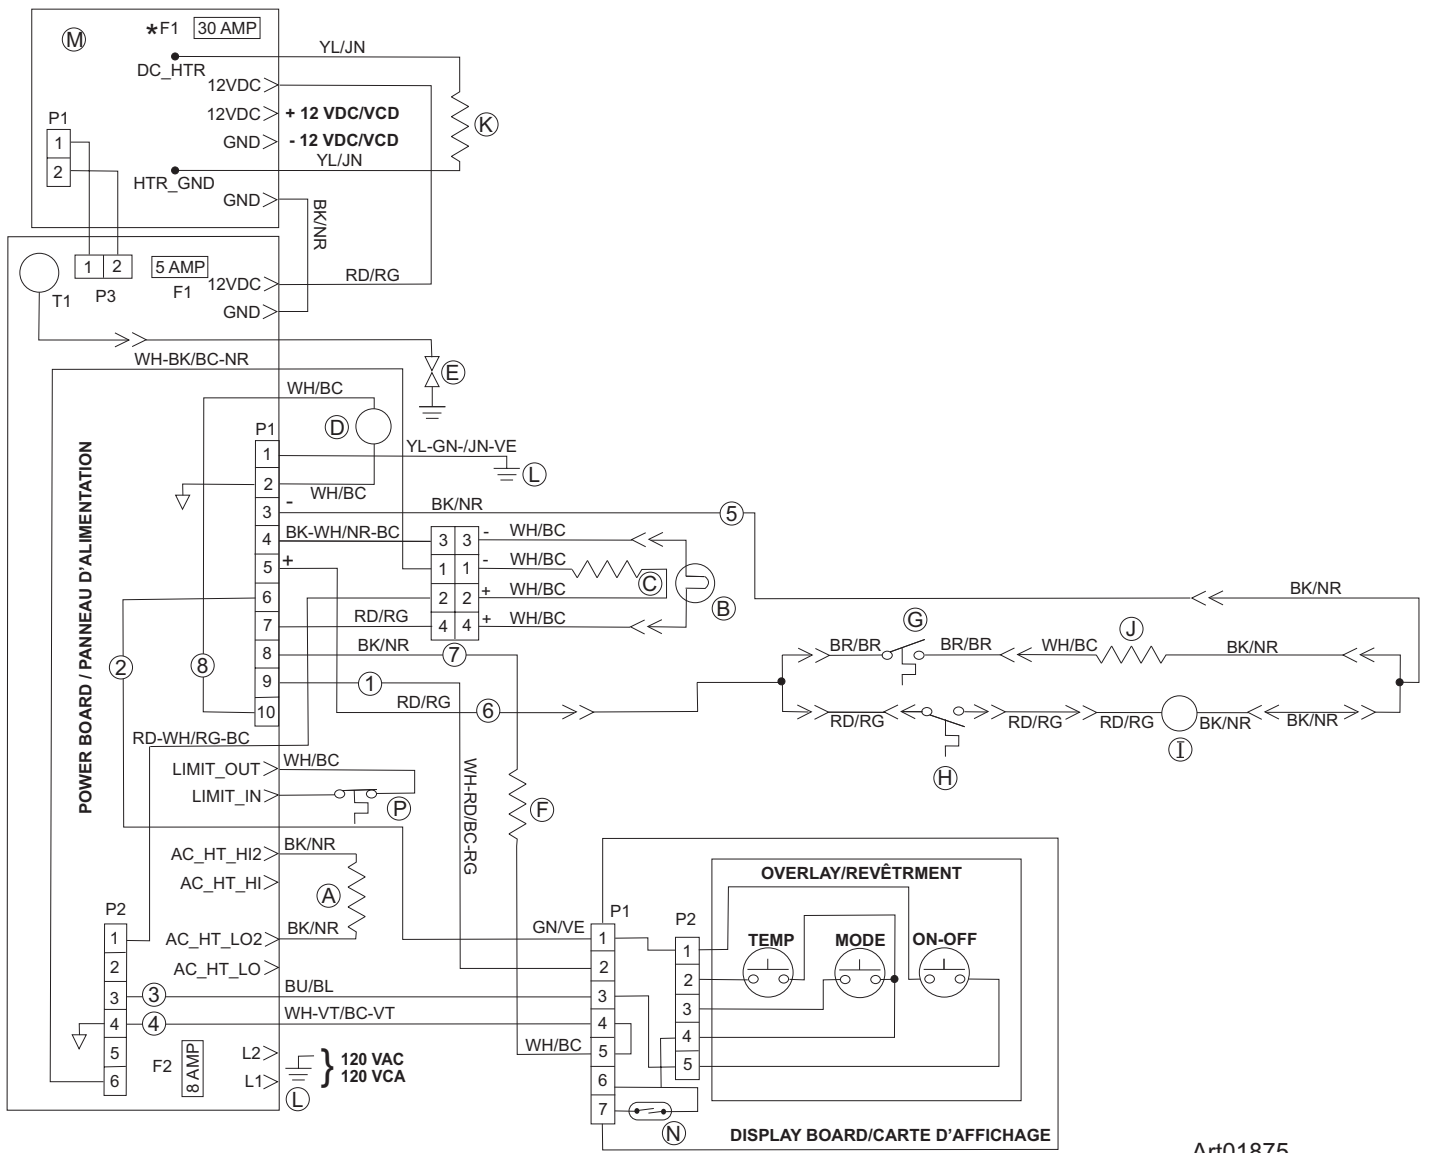 M
*F1 30 AMP
YL/JN
DC_HTR
12VDC
12VDC + 12 VDC/VCD
K
P1
1
2
GND - 12 VDC/VCD
YL/JN
HTR_GND
GND
BK/NR
T1
1 2
P3
5 AMP
F1
12VDC
RD/RG
GND
WH-BK/BC-NR
E
WH/BC
D
POWER BOARD / PANNEAU D'ALIMENTATION
P1
1
2
3
4
5
6
7
8
9
10
YL-GN-/JN-VE
L
WH/BC
-
BK/NR
5
BK-WH/NR-BC
+
3 3 - WH/BC
1 1 - WH/BC
C
2 2 + WH/BC
B
RD/RG
4 4 + WH/BC
BK/NR
BK/NR
7
2
8
1
RD/RG
6
G
BR/BR
BR/BR
WH/BC
J
BK/NR
RD/RG
H
RD/RG
RD/RG
I
BK/NR
BK/NR
RD-WH/RG-BC
LIMIT_OUT
WH/BC
LIMIT_IN
P
WH-RD/BC-RG
F
AC_HT_HI2
BK/NR
AC_HT_HI
A
AC_HT_LO2
BK/NR
AC_HT_LO
P2
1
2
3
4
5
6
3
BU/BL
4
WH-VT/BC-VT
F2
8 AMP
L2
L1
L
} 120 VAC
120 VCA
GN/VE
WH/BC
P1
1
2
3
4
5
6
7
P2
1
2
3
4
5
OVERLAY/REVÊTRMENT
TEMP
MODE
ON-OFF
N
DISPLAY BOARD/CARTE D'AFFICHAGE
Art01875